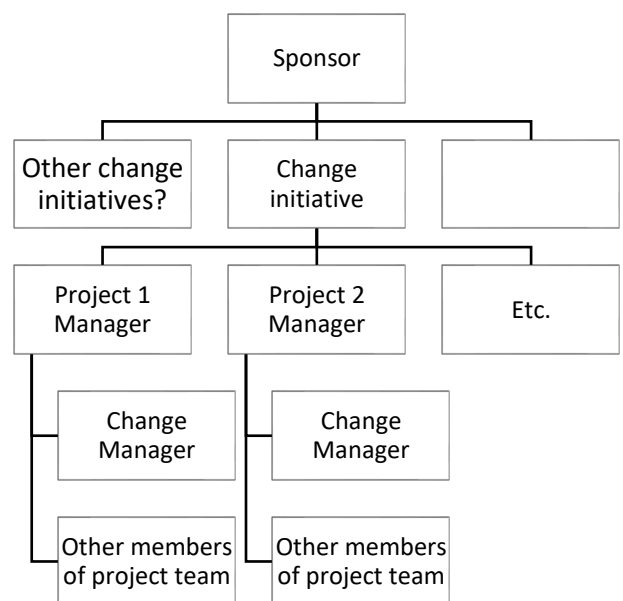 Sponsor
Other change
initiatives?
Change
initiative
Project 1
Manager
Project 2
Manager
Etc.
Change
Manager
Change
Manager
Other members
of project team
Other members
of project team